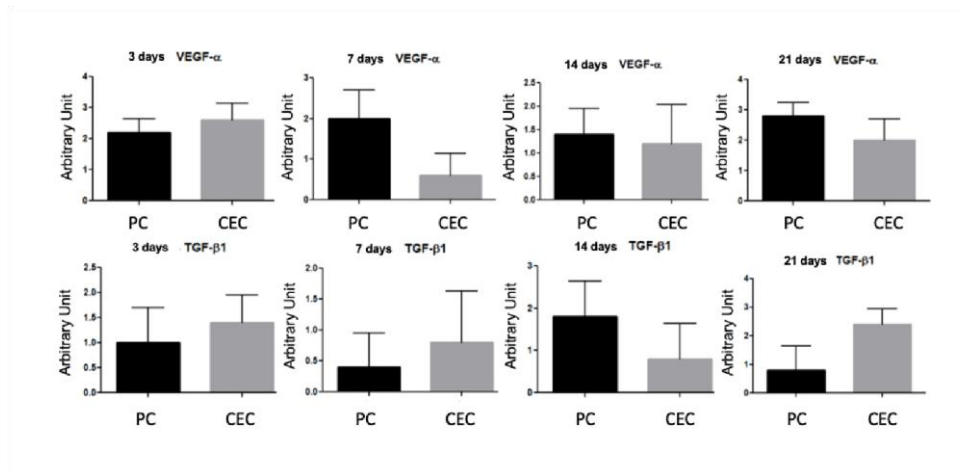 3 days VEGF-α
Arbitrary Unit
4
3
2
1
0
PC CEC
7 days VEGF-α
Arbitrary Unit
3
2
1
0
PC CEC
14 days VEGF-α
Arbitrary Unit
2.5
2.0
1.5
1.0
0.5
0.0
PC CEC
21 days VEGF-α
Arbitrary Unit
4
3
2
1
0
PC CEC
3 days TGF-β1
Arbitrary Unit
2.5
2.0
1.5
1.0
0.5
0.0
PC CEC
7 days TGF-β1
Arbitrary Unit
2.0
1.5
1.0
0.5
0.0
PC CEC
14 days TGF-β1
Arbitrary Unit
3
2
1
0
PC CEC
21 days TGF-β1
Arbitrary Unit
4
3
2
1
0
PC CEC